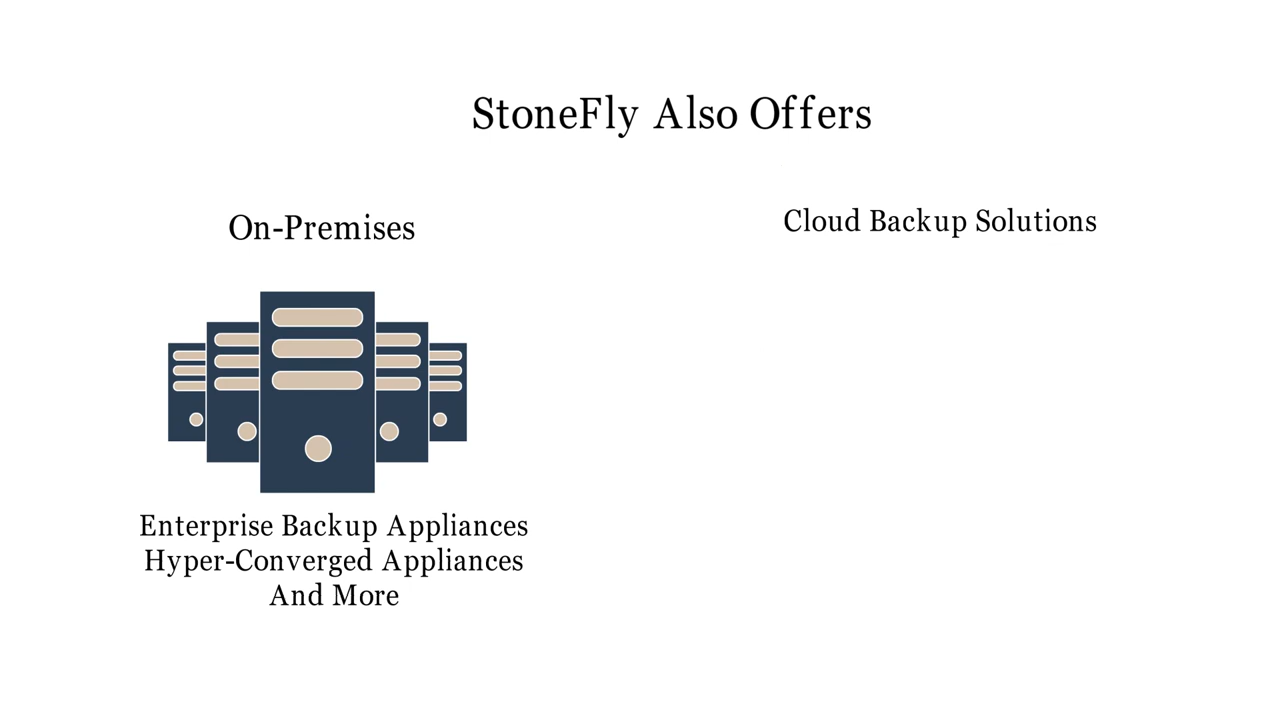 StoneFly Also Offers
On-Premises
Cloud Backup Solutions
Enterprise Backup Appliances
Hyper-Converged Appliances
And More